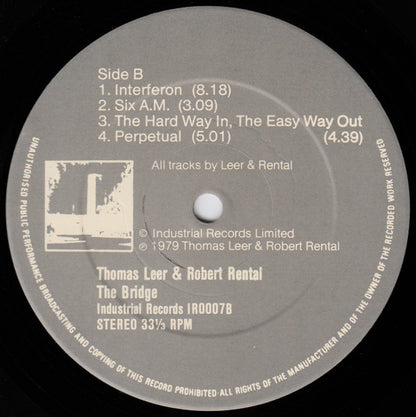 Side B
1. Interferon (8.18)
2. Six A.M. (3.09)
3. The Hard Way In, The Easy Way Out (4.39)
4. Perpetual (5.01)
All tracks by Leer & Rental
© Industrial Records Limited
℗ 1979 Thomas Leer & Robert Rental
Thomas Leer & Robert Rental
The Bridge
Industrial Records IR0007B
STEREO 33⅓ RPM
UNAUTHORISED PUBLIC PERFORMANCE BROADCASTING AND COPYING OF THIS RECORD PROHIBITED·ALL RIGHTS OF THE MANUFACTURER AND OF THE OWNER OF THE RECORDED WORK RESERVED